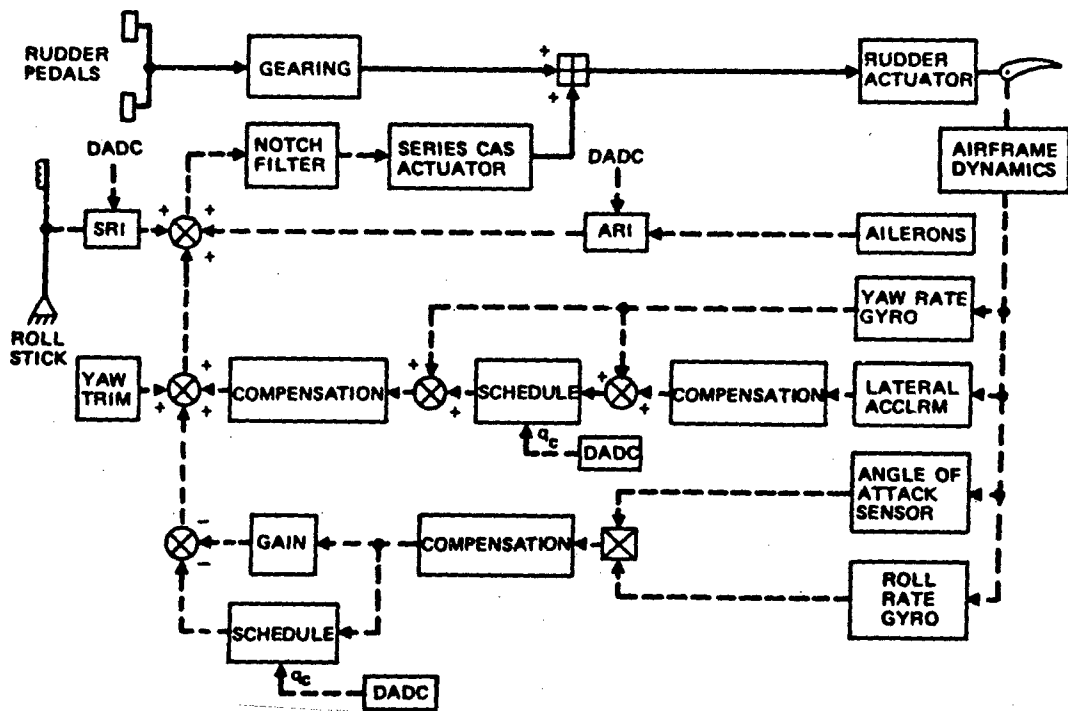 RUDDER
PEDALS
GEARING
+
+
RUDDER
ACTUATOR
DADC
NOTCH
FILTER
SERIES CAS
ACTUATOR
DADC
AIRFRAME
DYNAMICS
SRI
+
+
+
ARI
AILERONS
ROLL
STICK
YAW RATE
GYRO
YAW
TRIM
+
+
+
+
COMPENSATION
+
+
SCHEDULE
+
+
COMPENSATION
LATERAL
ACCLRM
qc
DADC
ANGLE OF
ATTACK
SENSOR
-
-
GAIN
COMPENSATION
ROLL
RATE
GYRO
SCHEDULE
qc
DADC